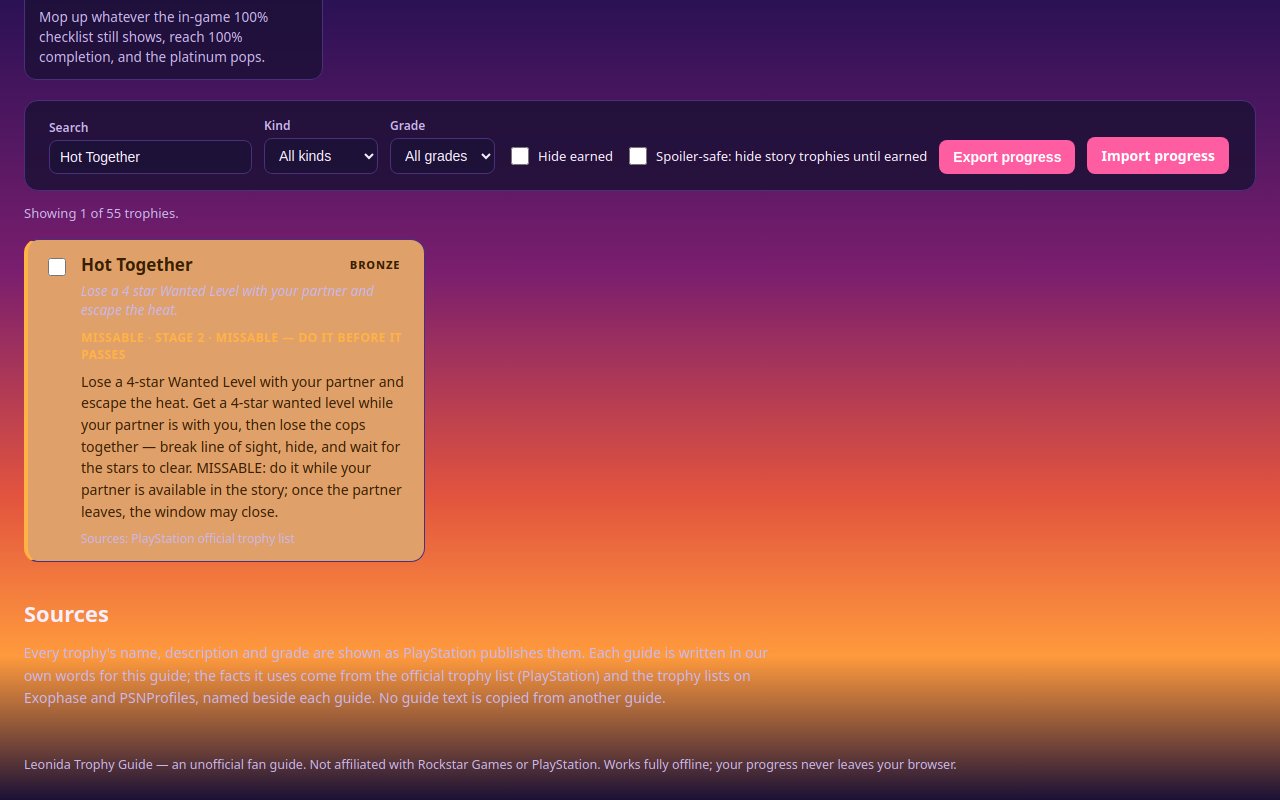 Mop up whatever the in-game 100%
checklist still shows, reach 100%
completion, and the platinum pops.
Search
Kind
Grade
Hot Together
All kinds
All grades
Hide earned
Spoiler-safe: hide story trophies until earned
Export progress
Import progress
Showing 1 of 55 trophies.
Hot Together
BRONZE
Lose a 4 star Wanted Level with your partner and
escape the heat.
MISSABLE · STAGE 2 · MISSABLE — DO IT BEFORE IT
PASSES
Lose a 4-star Wanted Level with your partner and
escape the heat. Get a 4-star wanted level while
your partner is with you, then lose the cops
together — break line of sight, hide, and wait for
the stars to clear. MISSABLE: do it while your
partner is available in the story; once the partner
leaves, the window may close.
Sources: PlayStation official trophy list
Sources
Every trophy's name, description and grade are shown as PlayStation publishes them. Each guide is written in our
own words for this guide; the facts it uses come from the official trophy list (PlayStation) and the trophy lists on
Exophase and PSNProfiles, named beside each guide. No guide text is copied from another guide.
Leonida Trophy Guide — an unofficial fan guide. Not affiliated with Rockstar Games or PlayStation. Works fully offline; your progress never leaves your browser.